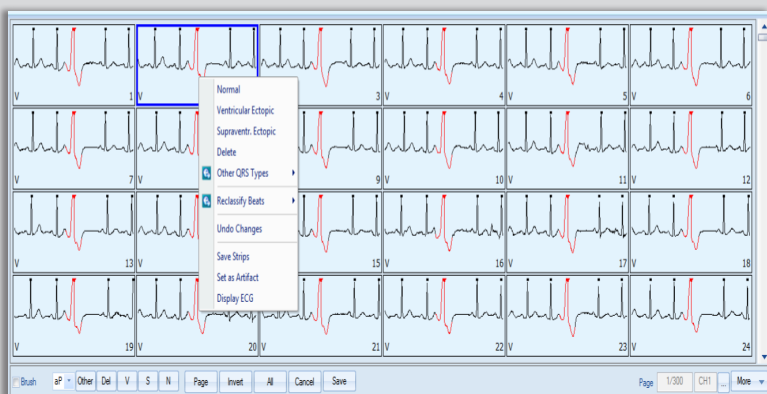 V 1 V V 3 V 4 V 5 V 6
Normal
Ventricular Ectopic
Supraventr. Ectopic
Delete
Other QRS Types
Reclassify Beats
Undo Changes
Save Strips
Set as Artifact
Display ECG
V 7 V 9 V 10 V 11 V 12
V 13 V 15 V 16 V 17 V 18
V 19 V 20 V 21 V 22 V 23 V 24
Brush aP Other Del V S N Page Invert All Cancel Save Page 1/300 CH1 ... More